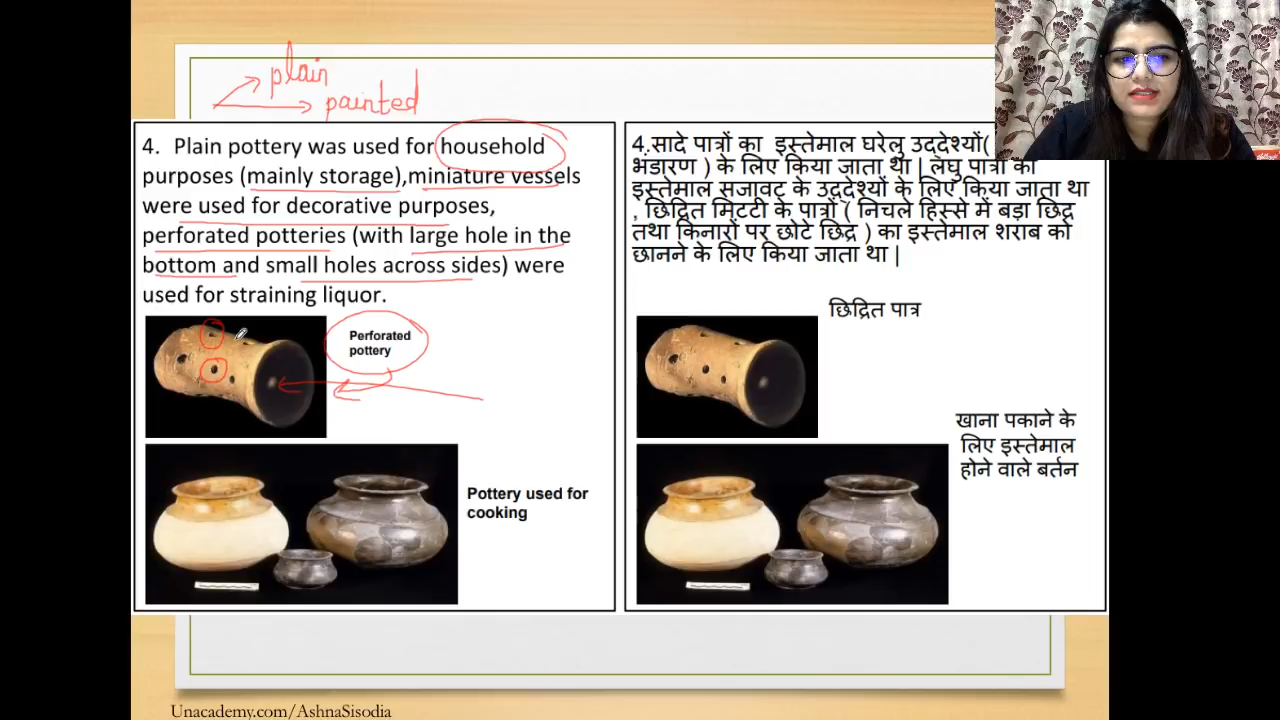 plain
painted
4. Plain pottery was used for household
purposes (mainly storage),miniature vessels
were used for decorative purposes,
perforated potteries (with large hole in the
bottom and small holes across sides) were
used for straining liquor.
Perforated
pottery
Pottery used for
cooking
4.सादे पात्रों का इस्तेमाल घरेलु उद्देश्यों(
भंडारण ) के लिए किया जाता था | लघु पात्रों का
इस्तेमाल सजावट के उद्देश्यों के लिए किया जाता था
, छिद्रित मिटटी के पात्रों ( निचले हिस्से में बड़ा छिद्र
तथा किनारों पर छोटे छिद्र ) का इस्तेमाल शराब को
छानने के लिए किया जाता था |
छिद्रित पात्र
खाना पकाने के
लिए इस्तेमाल
होने वाले बर्तन
Unacademy.com/AshnaSisodia